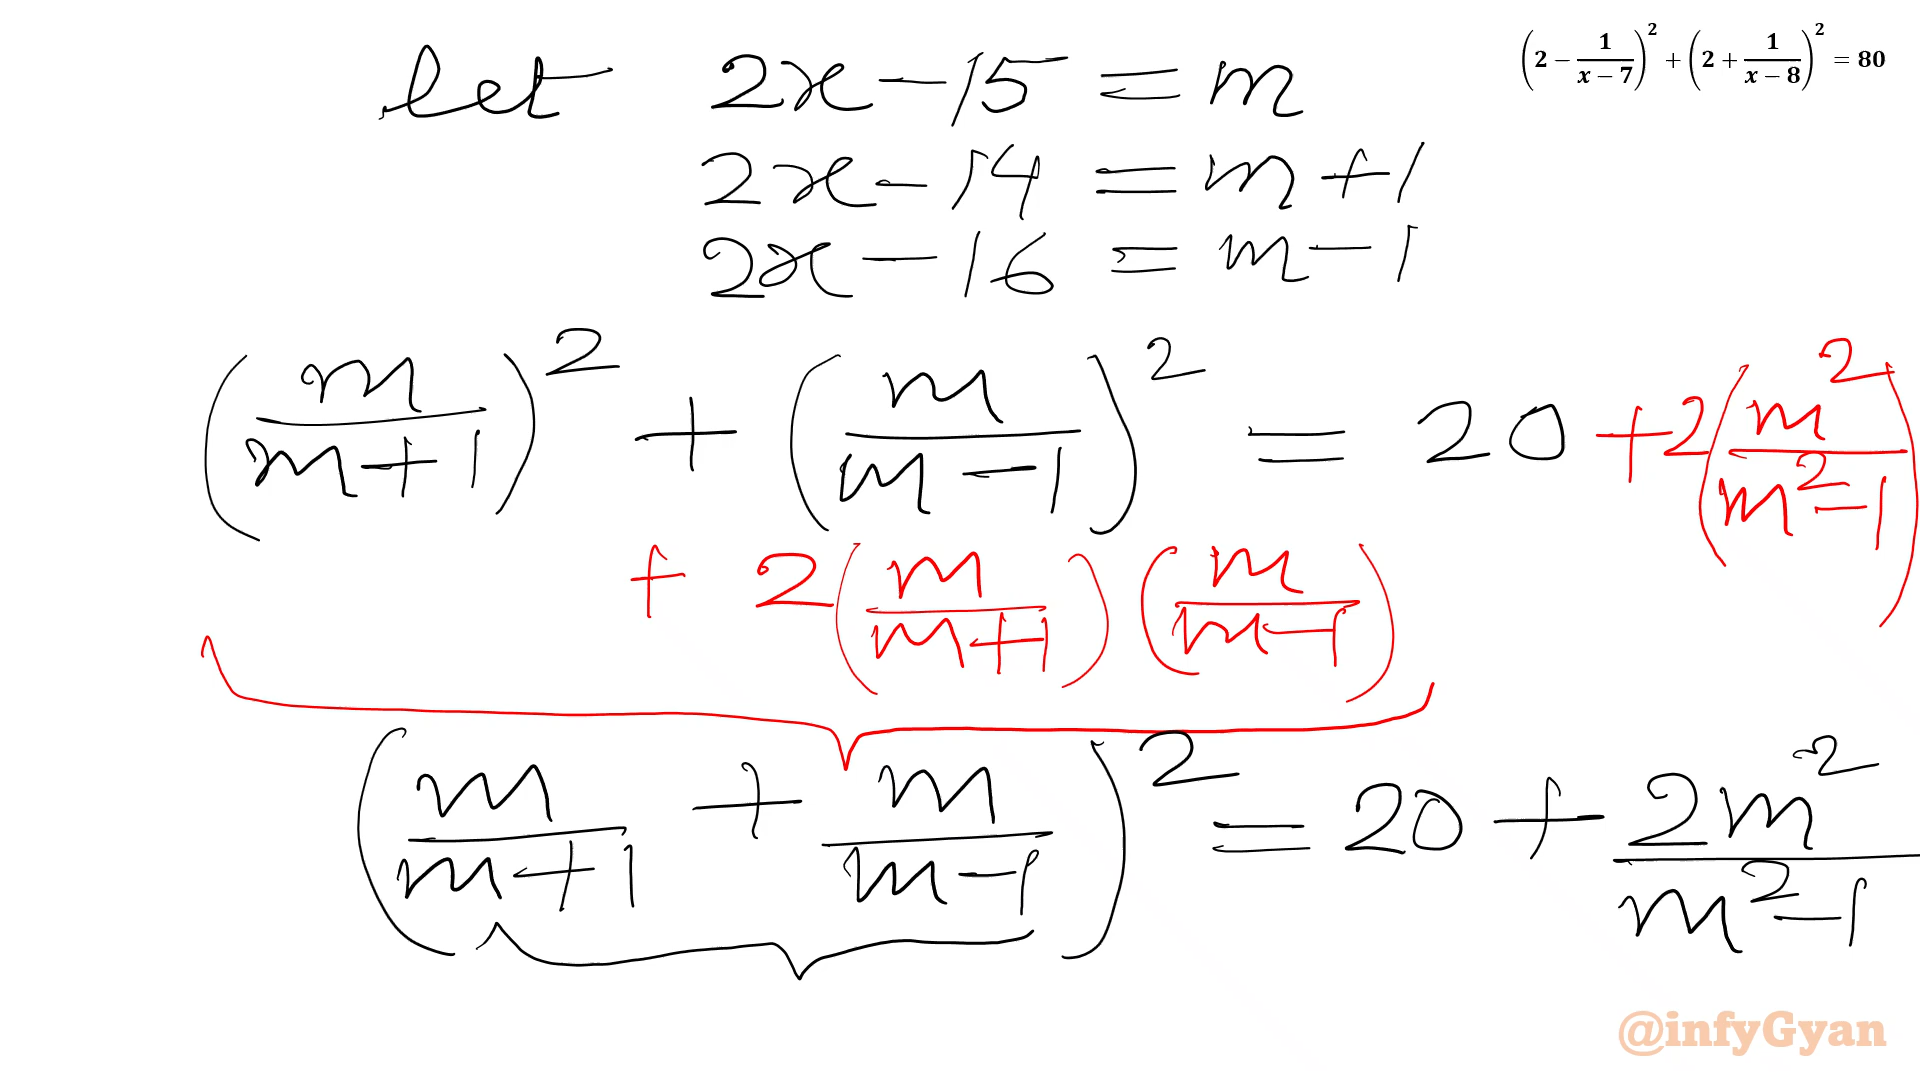 let 2x - 15 = m
(2 - 1/(x - 7))² + (2 + 1/(x - 8))² = 80
2x - 14 = m + 1
2x - 16 = m - 1
(m/(m+1))² + (m/(m-1))² = 20 + 2(m²/(m²-1))
+ 2(m/(m+1))(m/(m-1))
(m/(m+1) + m/(m-1))² = 20 + 2m²/(m²-1)
@infyGyan